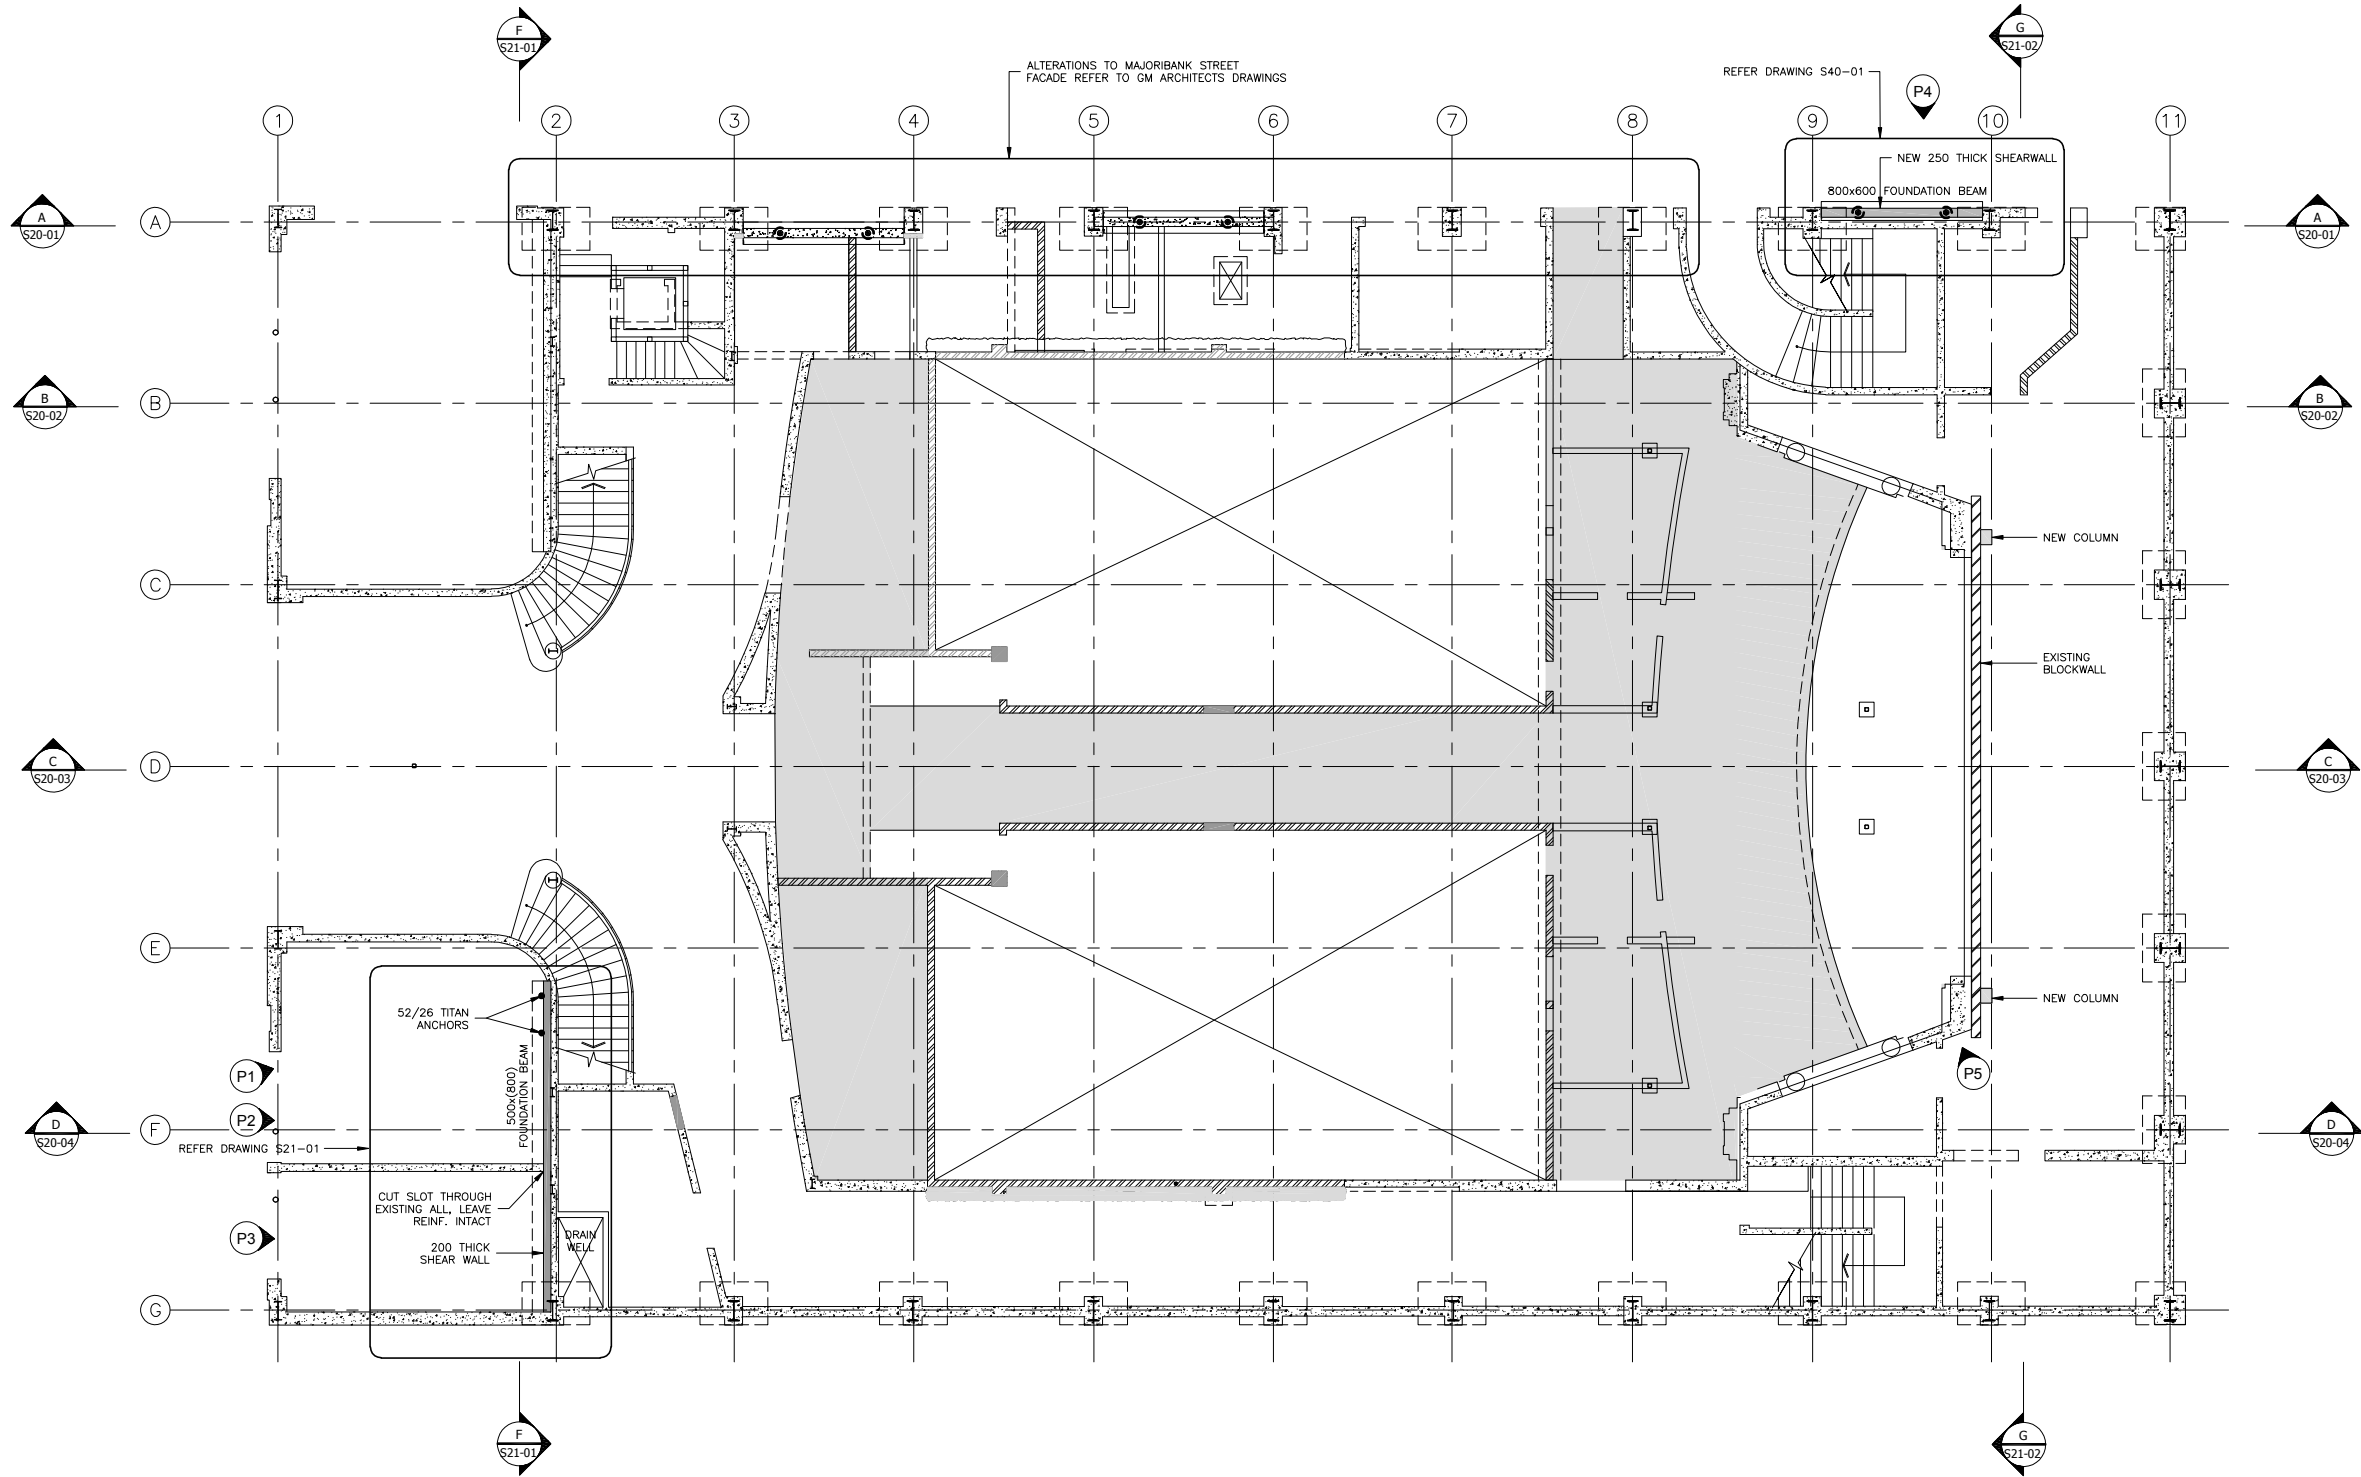 F
S21-01
G
S21-02
ALTERATIONS TO MAJORIBANK STREET
FACADE REFER TO GM ARCHITECTS DRAWINGS
REFER DRAWING S40-01
P4
1
2
3
4
5
6
7
8
9
10
11
NEW 250 THICK SHEARWALL
800x600 FOUNDATION BEAM
A
S20-01
A
A
S20-01
B
S20-02
B
B
S20-02
NEW COLUMN
C
EXISTING
BLOCKWALL
C
S20-03
D
C
S20-03
E
NEW COLUMN
52/26 TITAN
ANCHORS
500x(800)
FOUNDATION BEAM
P1
P5
P2
D
S20-04
F
D
S20-04
REFER DRAWING S21-01
CUT SLOT THROUGH
EXISTING ALL, LEAVE
REINF. INTACT
P3
200 THICK
SHEAR WALL
DRAIN
WELL
G
F
S21-01
G
S21-02